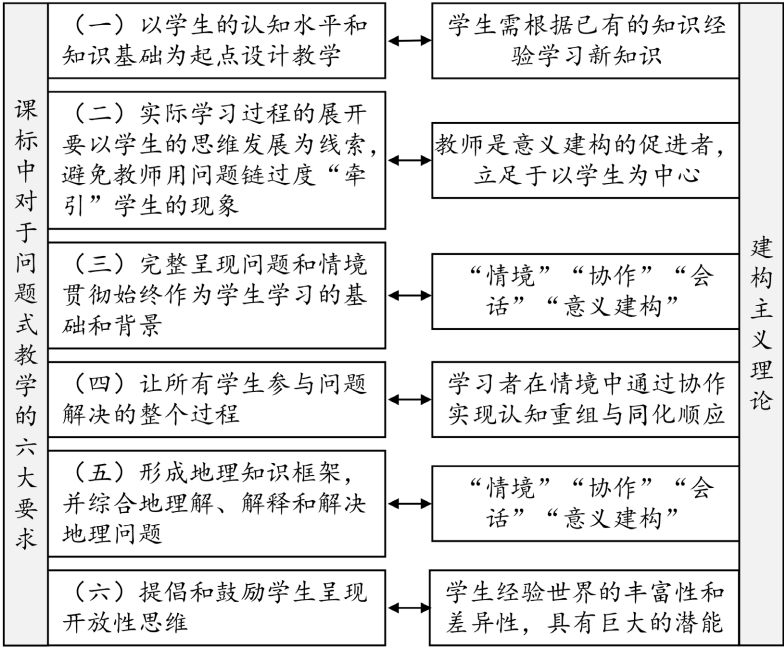 课标中对于问题式教学的六大要求
（一）以学生的认知水平和
知识基础为起点设计教学
学生需根据已有的知识经
验学习新知识
（二）实际学习过程的展开
要以学生的思维发展为线索，
避免教师用问题链过度“牵
引”学生的现象
教师是意义建构的促进者，
立足于以学生为中心
（三）完整呈现问题和情境
贯彻始终作为学生学习的基
础和背景
“情境”“协作”“会
话”“意义建构”
（四）让所有学生参与问题
解决的整个过程
学习者在情境中通过协作
实现认知重组与同化顺应
（五）形成地理知识框架，
并综合地理解、解释和解决
地理问题
“情境”“协作”“会
话”“意义建构”
（六）提倡和鼓励学生呈现
开放性思维
学生经验世界的丰富性和
差异性，具有巨大的潜能
建构主义理论